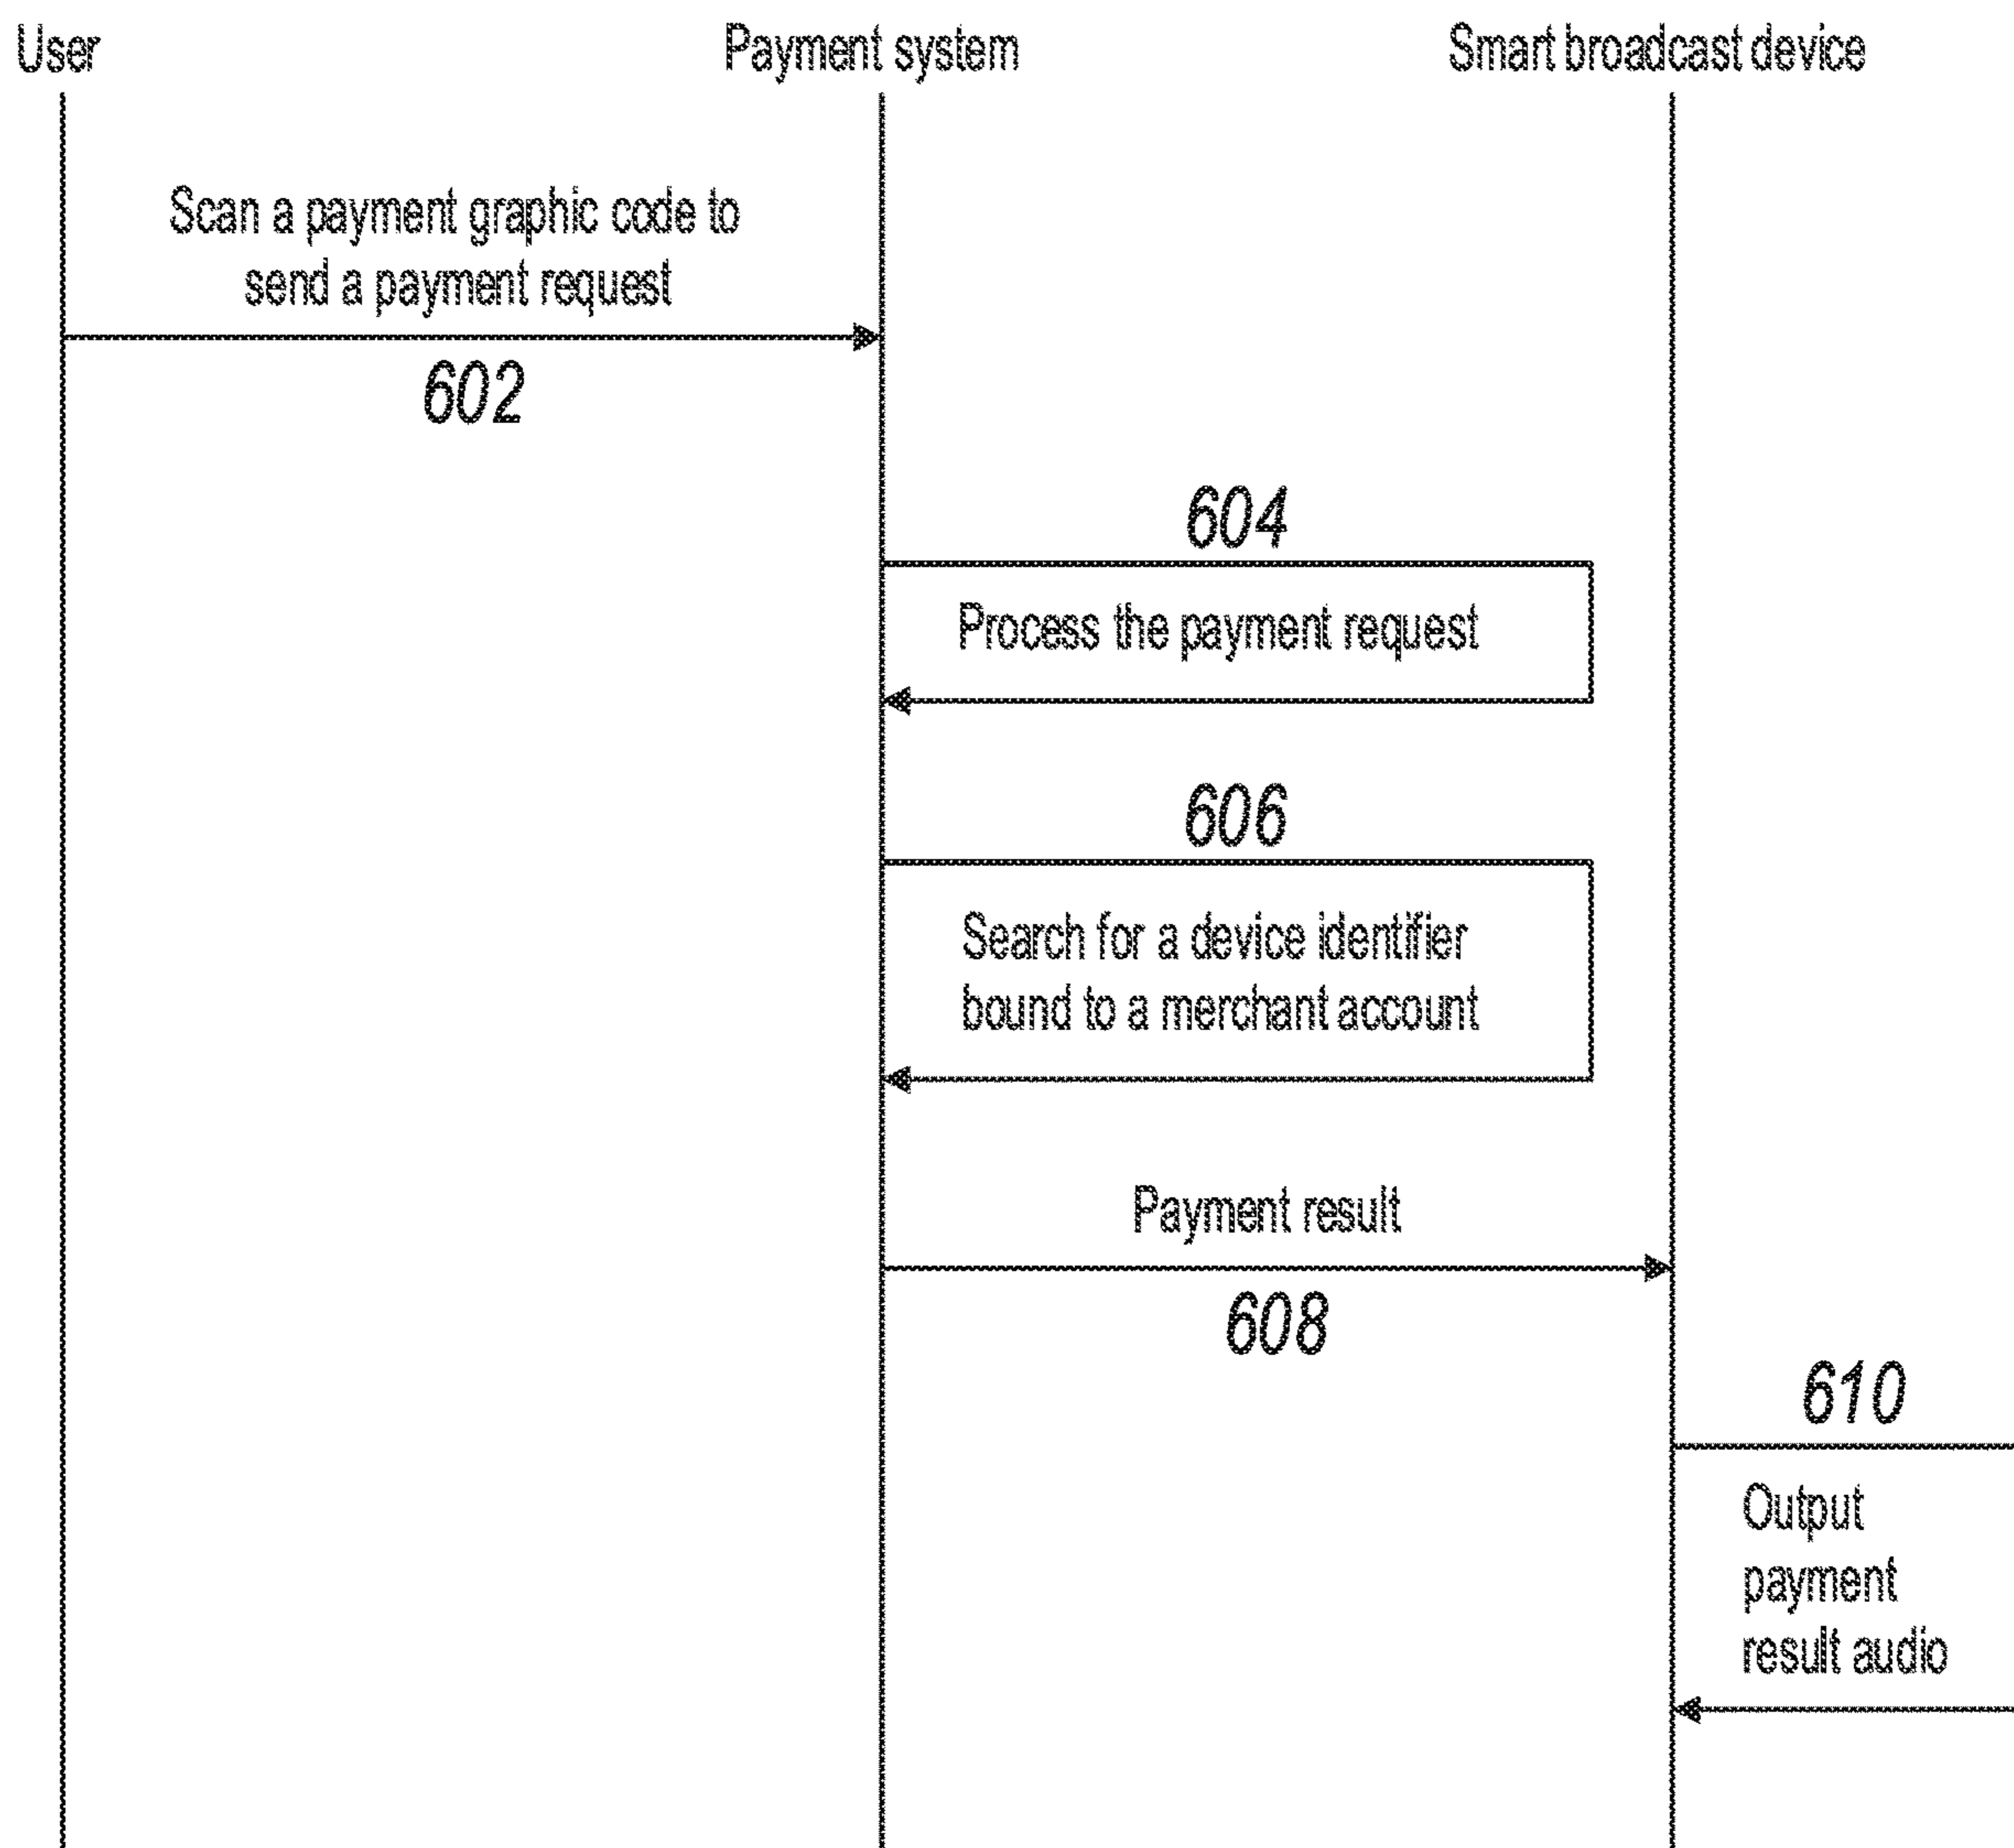 User
Payment system
Smart broadcast device
Scan a payment graphic code to
send a payment request
602
604
Process the payment request
606
Search for a device identifier
bound to a merchant account
Payment result
608
610
Output
payment
result audio